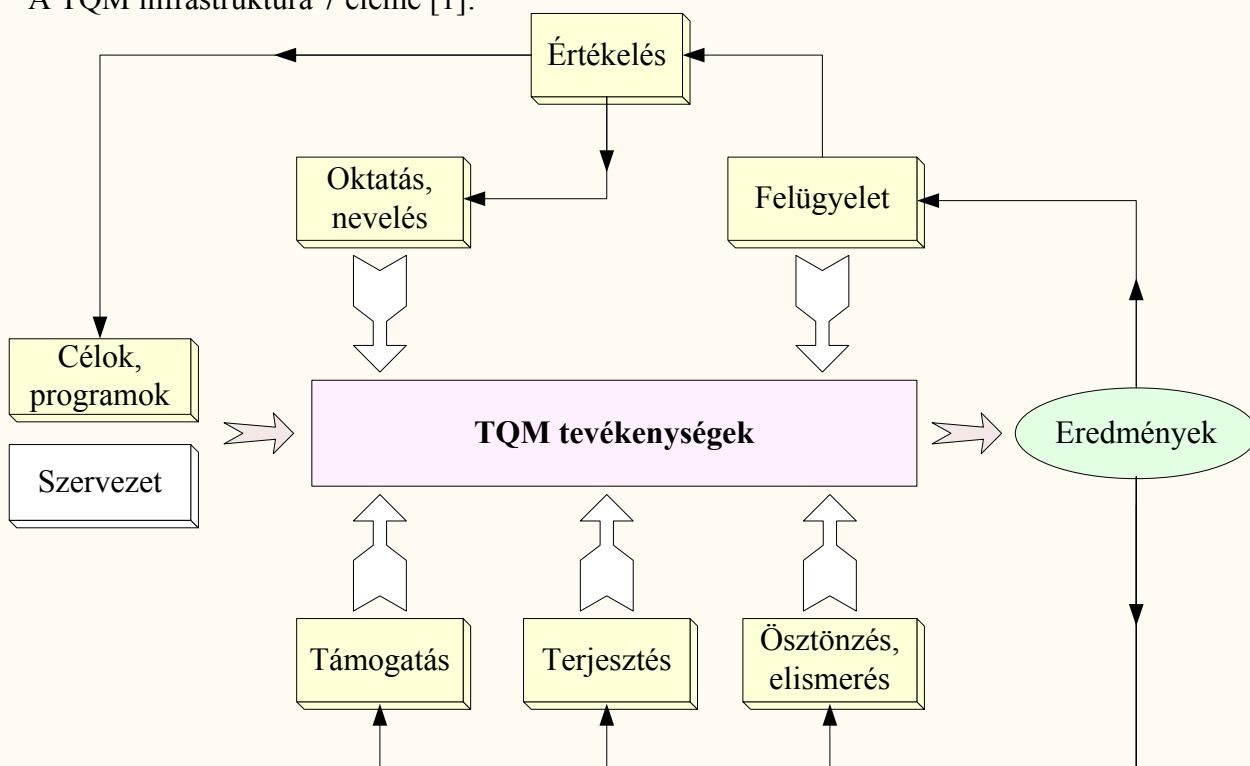 A TQM infrastruktúra 7 eleme [1]:
Értékelés
Oktatás,
nevelés
Felügyelet
Célok,
programok
TQM tevékenységek
Eredmények
Szervezet
Támogatás
Terjesztés
Ösztönzés,
elismerés